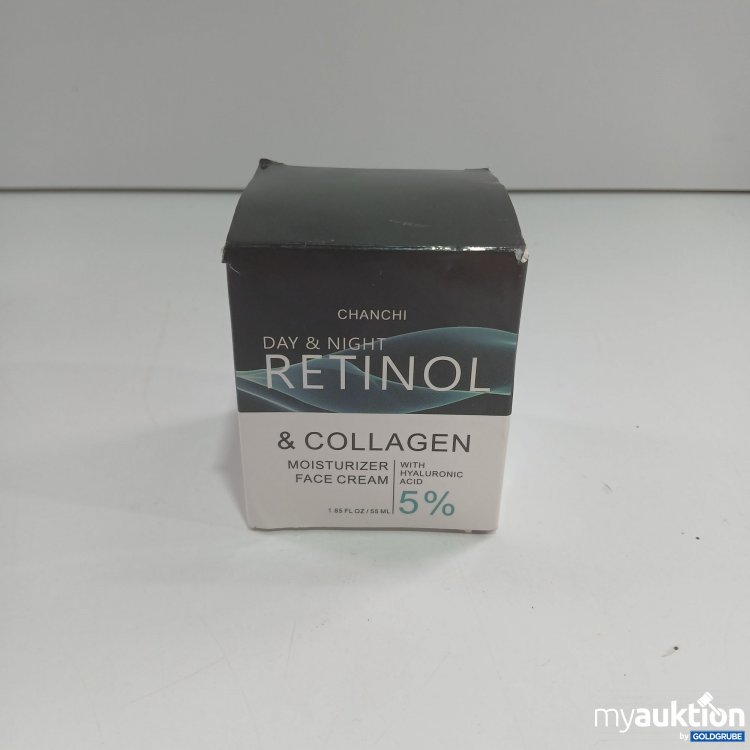 CHANCHI
DAY & NIGHT
RETINOL
& COLLAGEN
MOISTURIZER
FACE CREAM
WITH
HYALURONIC
ACID
5%
1.85 FL OZ / 55 ML
myauktion
by GOLDGRUBE